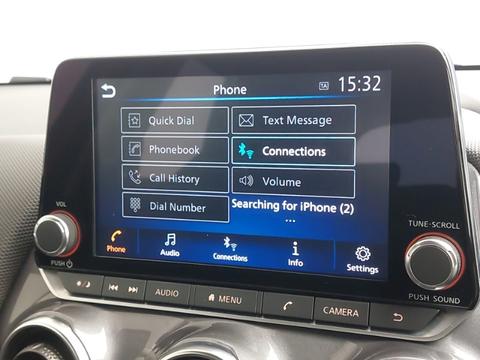 Phone
TA
15:32
Quick Dial
Text Message
Phonebook
Connections
Call History
Volume
Dial Number
Searching for iPhone (2)
...
VOL
PUSH
TUNE·SCROLL
PUSH SOUND
Phone
Audio
Connections
Info
Settings
AUDIO
MENU
CAMERA